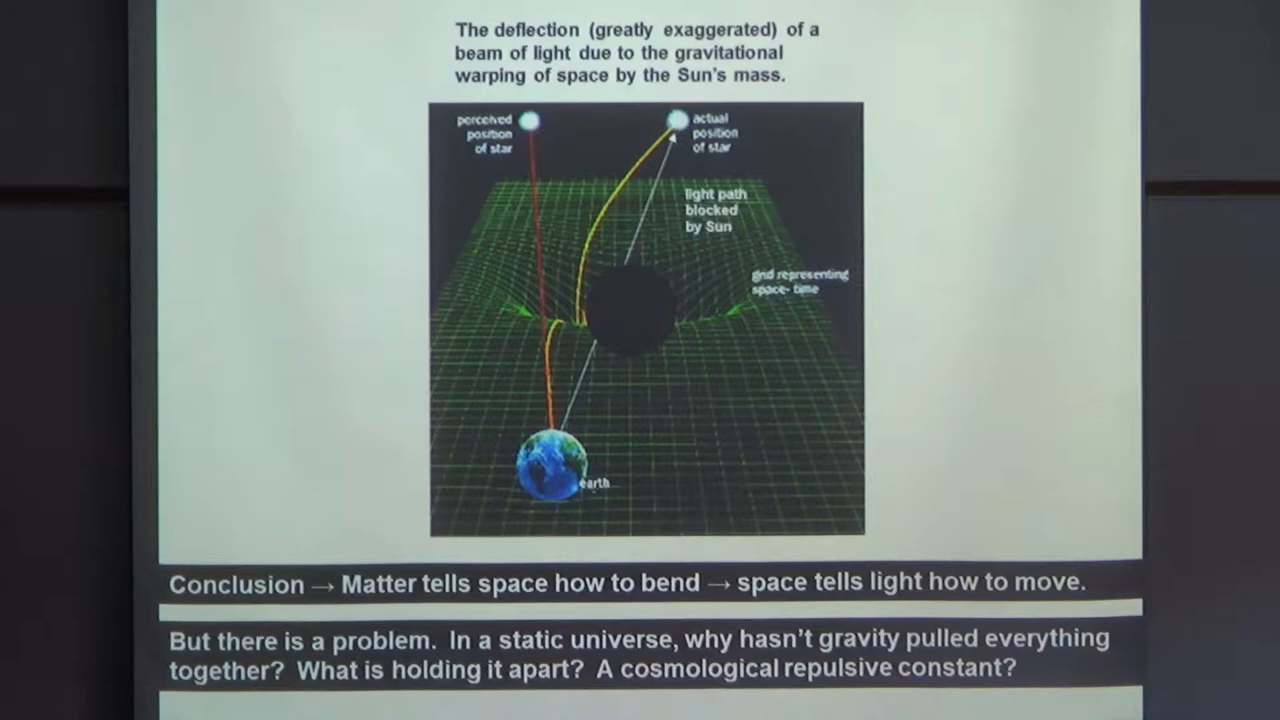 The deflection (greatly exaggerated) of a
beam of light due to the gravitational
warping of space by the Sun's mass.
perceived
position
of star
actual
position
of star
light path
blocked
by Sun
grid representing
space- time
earth
Conclusion → Matter tells space how to bend → space tells light how to move.
But there is a problem. In a static universe, why hasn't gravity pulled everything
together? What is holding it apart? A cosmological repulsive constant?